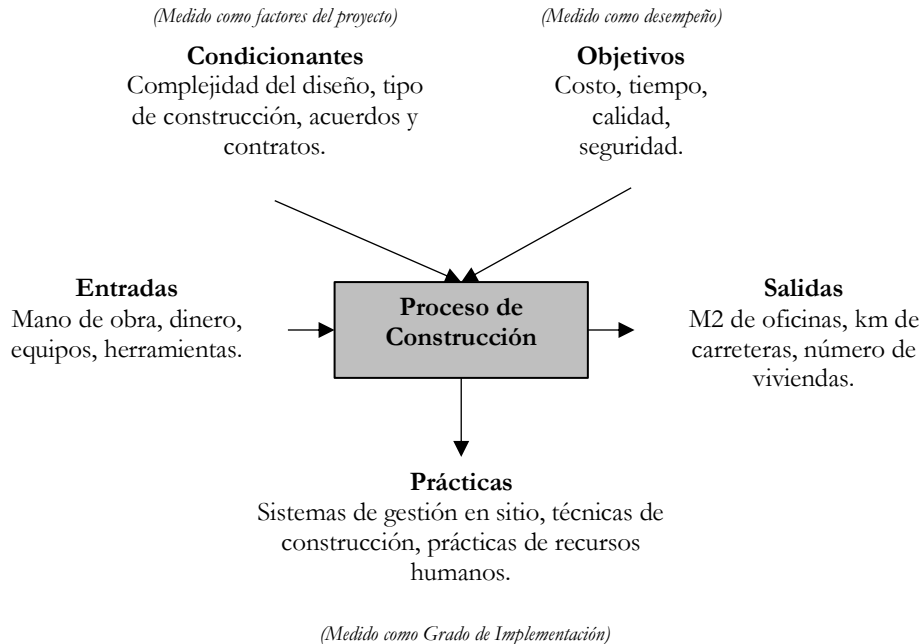 (Medido como factores del proyecto)
Condicionantes
Complejidad del diseño, tipo
de construcción, acuerdos y
contratos.
(Medido como desempeño)
Objetivos
Costo, tiempo,
calidad,
seguridad.
Entradas
Mano de obra, dinero,
equipos, herramientas.
Proceso de
Construcción
Salidas
M2 de oficinas, km de
carreteras, número de
viviendas.
Prácticas
Sistemas de gestión en sitio, técnicas de
construcción, prácticas de recursos
humanos.
(Medido como Grado de Implementación)